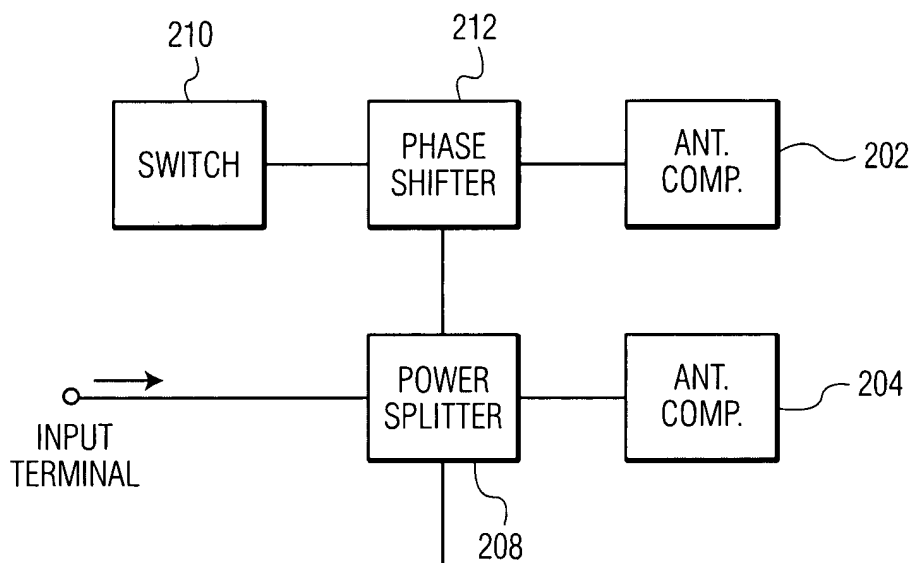 210
212
SWITCH
PHASE
SHIFTER
ANT.
COMP.
202
INPUT
TERMINAL
POWER
SPLITTER
ANT.
COMP.
204
208